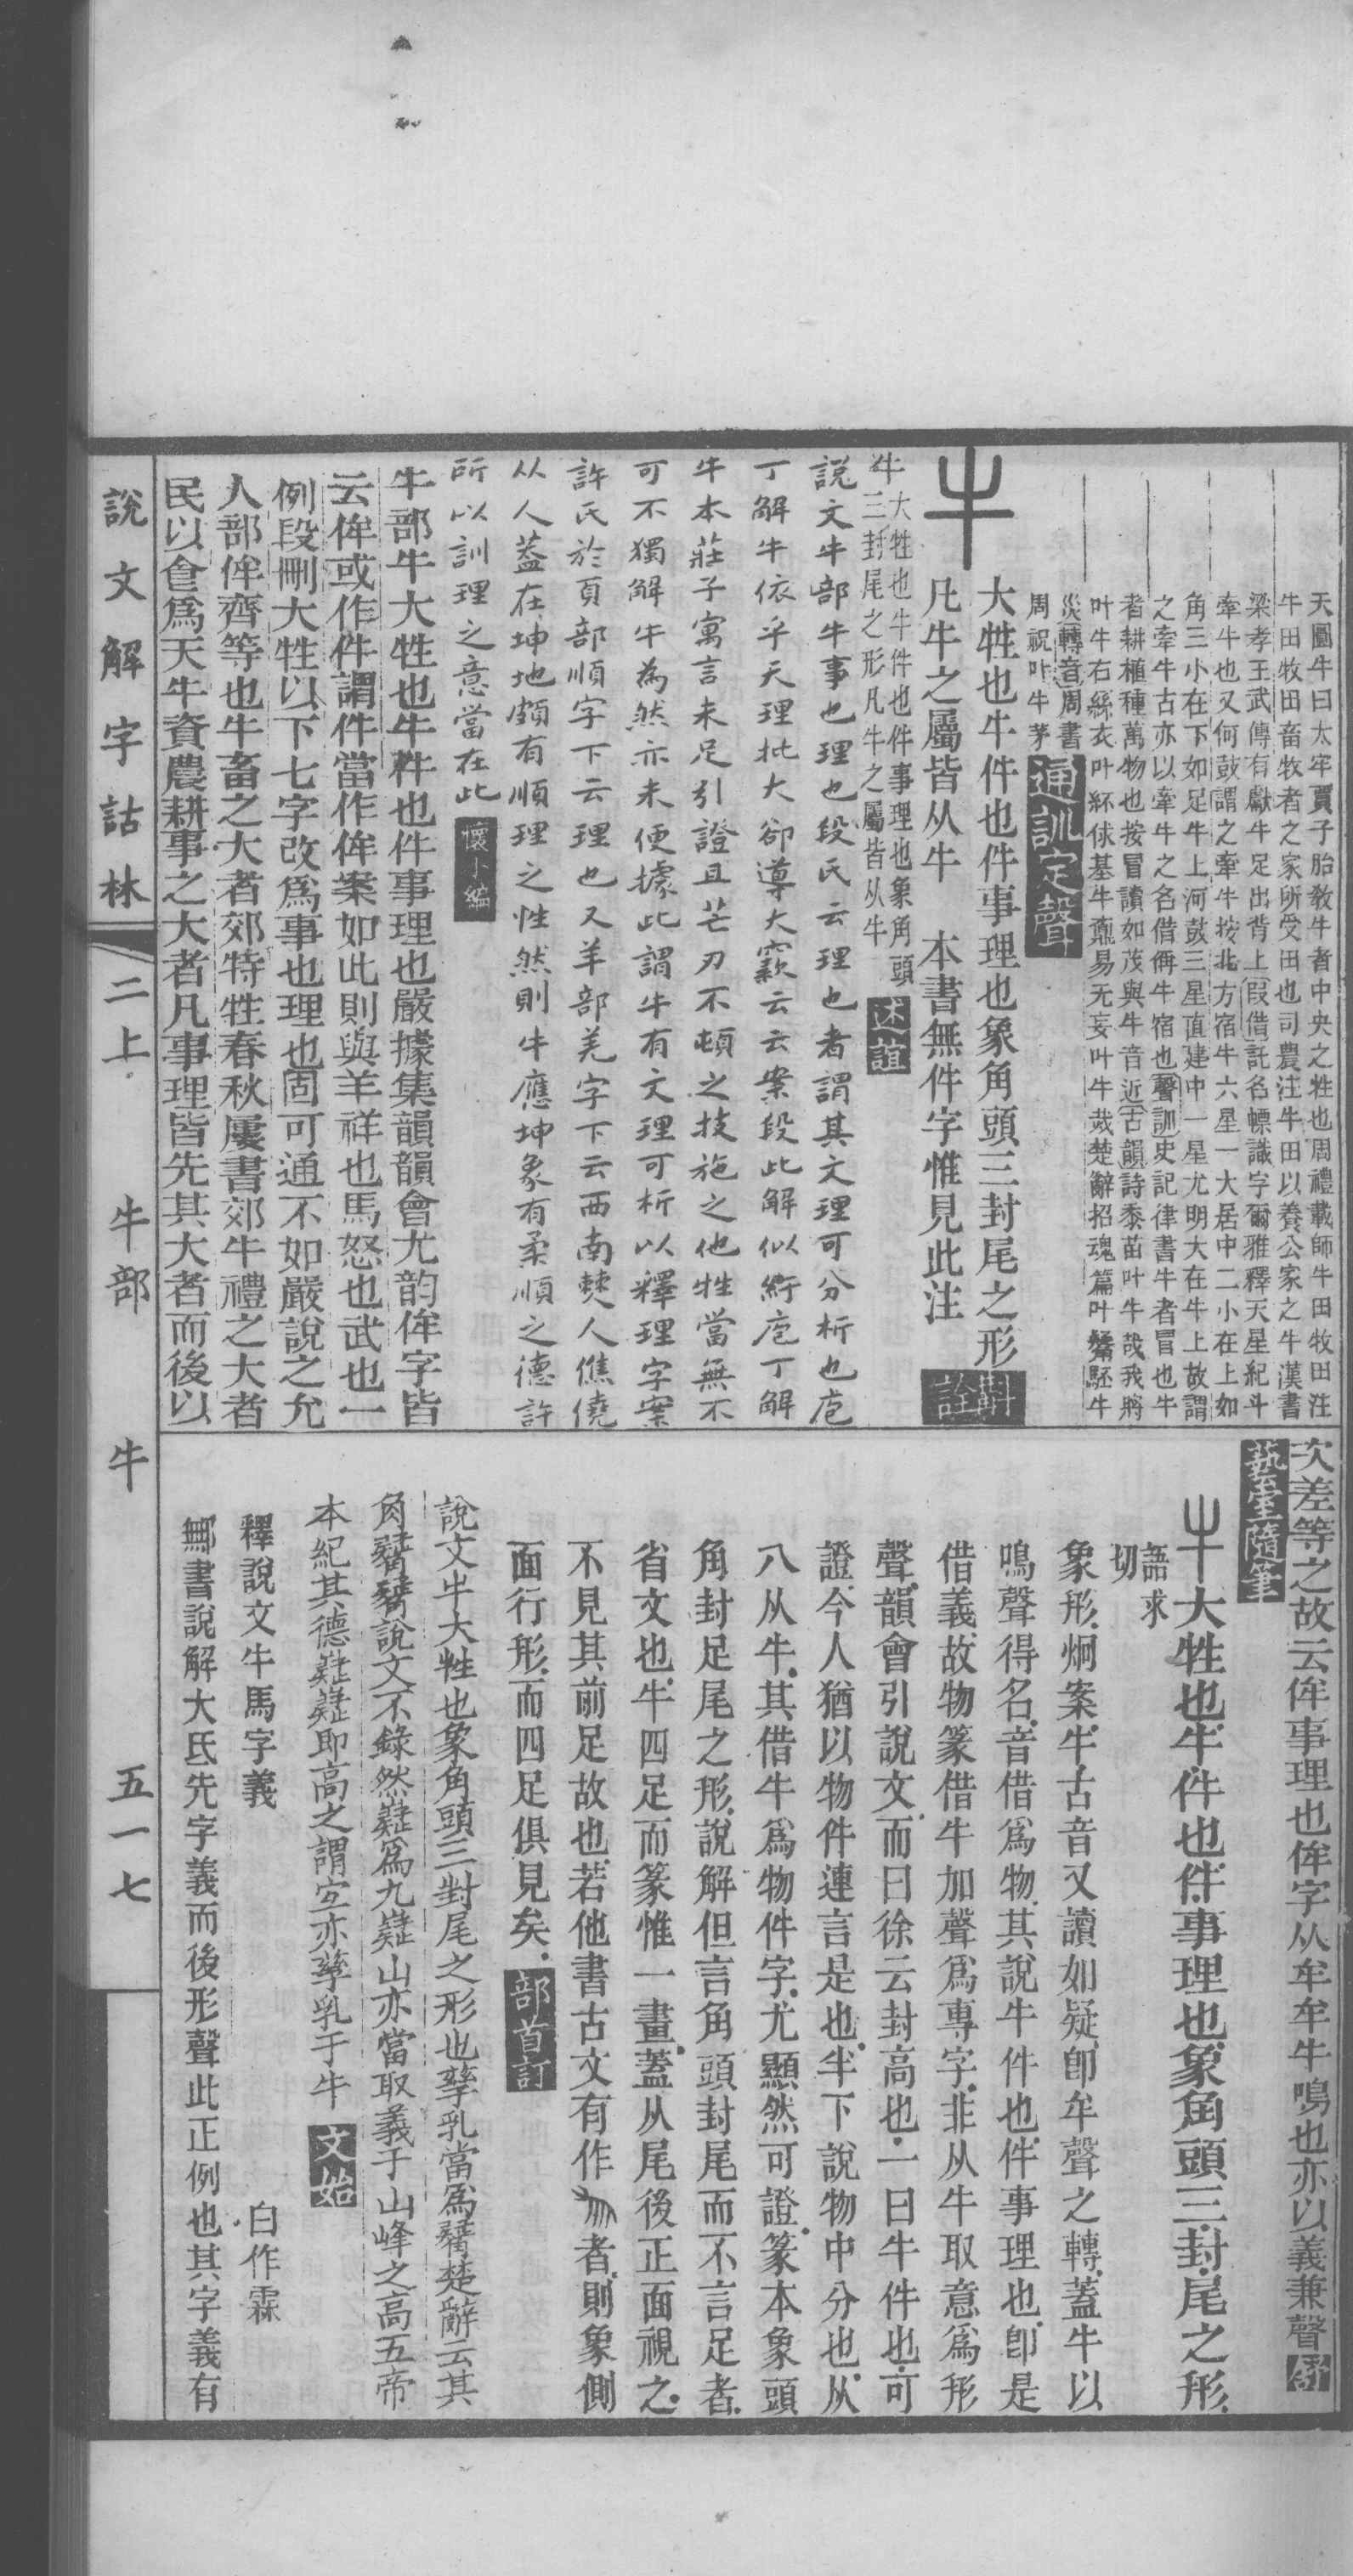 天圜牛曰太牢賈子胎敎牛者中央之牲也周禮載師牛田牧田注
牛田牧田畜牧者之家所受田也司農注牛田以養公家之牛漢書
梁孝王武傳有獻牛足出背上假借託名幖識字爾雅釋天星紀斗
牽牛也又何鼓謂之牽牛按北方宿牛六星一大居中二小在上如
角三小在下如足牛上河鼓三星直建中一星尤明大在牛上故謂
之牽牛古亦以牽牛之名借偁牛宿也聲訓史記律書牛者冒也牛
者耕植種萬物也按冒讀如茂與牛音近古韻詩黍苗叶牛哉我將
叶牛右絲衣叶紑俅基牛鼐易无妄叶牛烖楚辭招魂篇叶觺駓牛
災轉音周書
周祝叶牛茅通訓定聲
大牲也牛件也件事理也象角頭三封尾之形
凡牛之屬皆从牛 本書無件字惟見此注 斠詮
牛大牲也牛件也件事理也象角頭
三封尾之形凡牛之屬皆从牛 述誼
說文牛部牛事也理也段氏云理也者謂其文理可分析也庖
丁解牛依乎天理批大郤導大窾云云案段此解似紆庖丁解
牛本莊子寓言未足引證且芒刃不頓之技施之他牲當無不
可不獨解牛為然亦未便據此謂牛有文理可析以釋理字案
許氏於頁部順字下云理也又羊部羌字下云西南僰人僬僥
从人蓋在坤地頗有順理之性然則牛應坤象有柔順之德許
所以訓理之意當在此 懷小編
牛部牛大牲也牛件也件事理也嚴據集韻韻會尤韵侔字皆
云侔或作件謂件當作侔案如此則與羊祥也馬怒也武也一
例段刪大牲以下七字改爲事也理也固可通不如嚴說之允
人部侔齊等也牛畜之大者郊特牲春秋屢書郊牛禮之大者
民以食爲天牛資農耕事之大者凡事理皆先其大者而後以
次差等之故云侔事理也侔字从牟牟牛鳴也亦以義兼聲
蓺室隨筆
大牲也牛件也件事理也象角頭三封尾之形
語求
切
象形炯案牛古音又讀如疑卽牟聲之轉蓋牛以
鳴聲得名音借爲物其說牛件也件事理也卽是
借義故物篆借牛加聲爲專字非从牛取意爲形
聲韻會引說文而曰徐云封高也一曰牛件也可
證今人猶以物件連言是也半下說物中分也从
八从牛其借牛爲物件字尤顯然可證篆本象頭
角封足尾之形說解但言角頭封尾而不言足者
省文也牛四足而篆惟一畫蓋从尾後正面視之
不見其前足故也若他書古文有作者則象側
面行形而四足俱見矣 部首訂
說文牛大牲也象角頭三封尾之形也孳乳當爲觺楚辭云其
角觺觺說文不錄然嶷爲九嶷山亦當取義于山峰之高五帝
本紀其德嶷嶷卽高之謂宐亦孳乳于牛 文始
釋說文牛馬字義 白作霖
鄦書說解大氐先字義而後形聲此正例也其字義有
說文解字詁林 二上 牛部 牛 五一七